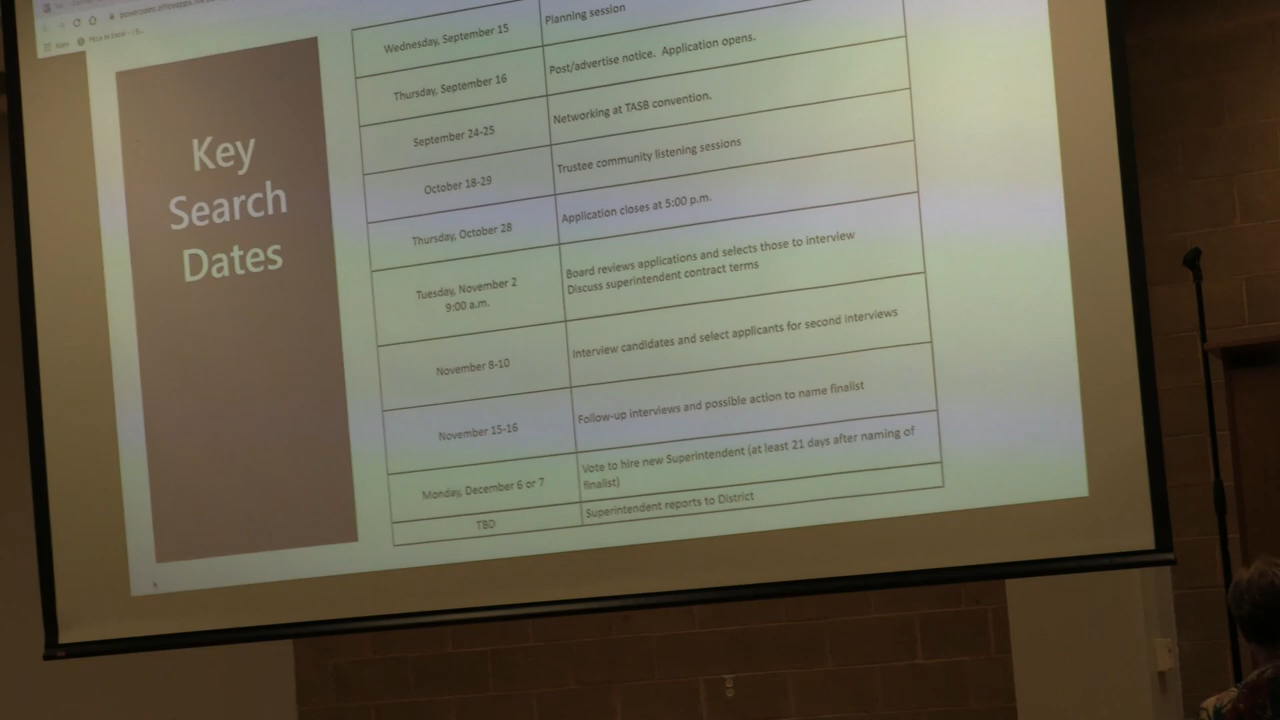 Key
Search
Dates
Wednesday, September 15
Planning session
Thursday, September 16
Post/advertise notice. Application opens.
September 24-25
Networking at TASB convention.
October 18-29
Trustee community listening sessions
Thursday, October 28
Application closes at 5:00 p.m.
Tuesday, November 2
9:00 a.m.
Board reviews applications and selects those to interview
Discuss superintendent contract terms
November 8-10
Interview candidates and select applicants for second interviews
November 15-16
Follow-up interviews and possible action to name finalist
Monday, December 6 or 7
Vote to hire new Superintendent (at least 21 days after naming of
finalist)
TBD
Superintendent reports to District